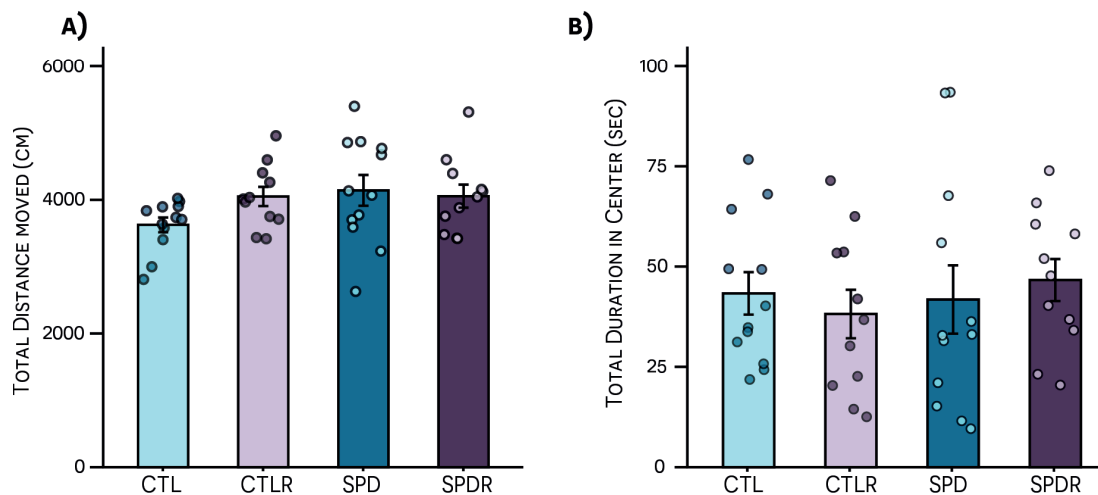 A)
TOTAL DISTANCE MOVED (CM)
6000
4000
2000
0
CTL
CTLR
SPD
SPDR
B)
TOTAL DURATION IN CENTER (SEC)
100
75
50
25
0
CTL
CTLR
SPD
SPDR